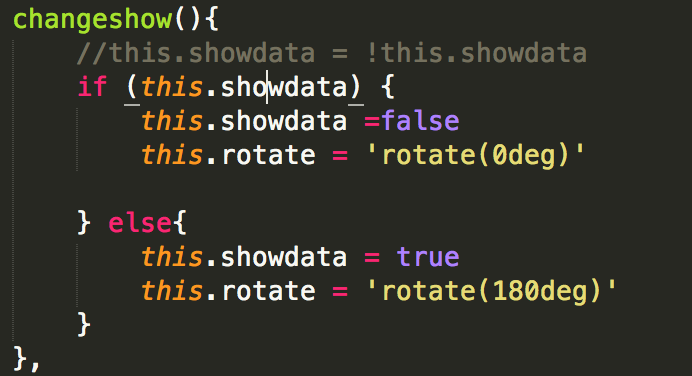 changeshow(){
//this.showdata = !this.showdata
if (this.showdata) {
this.showdata =false
this.rotate = 'rotate(0deg)'
} else{
this.showdata = true
this.rotate = 'rotate(180deg)'
}
},